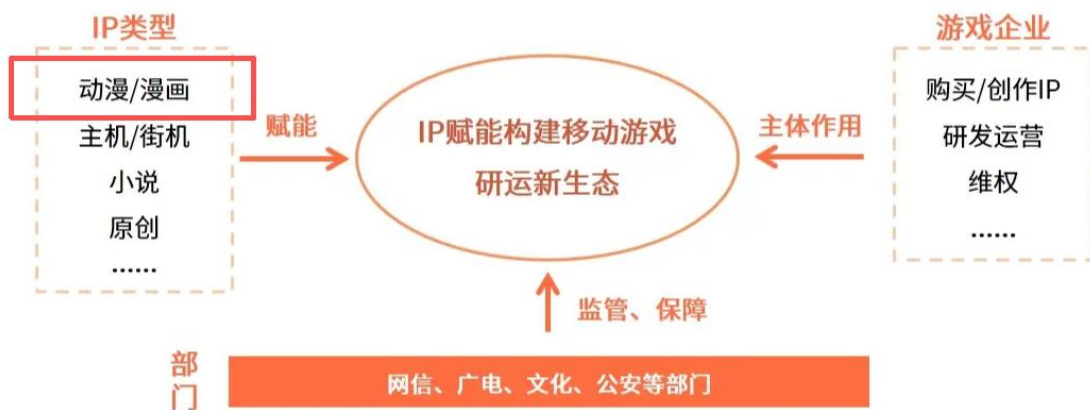 IP类型
动漫/漫画
主机/街机
小说
原创
......
赋能
IP赋能构建移动游戏
研运新生态
主体作用
游戏企业
购买/创作IP
研发运营
维权
......
监管、保障
部门
网信、广电、文化、公安等部门